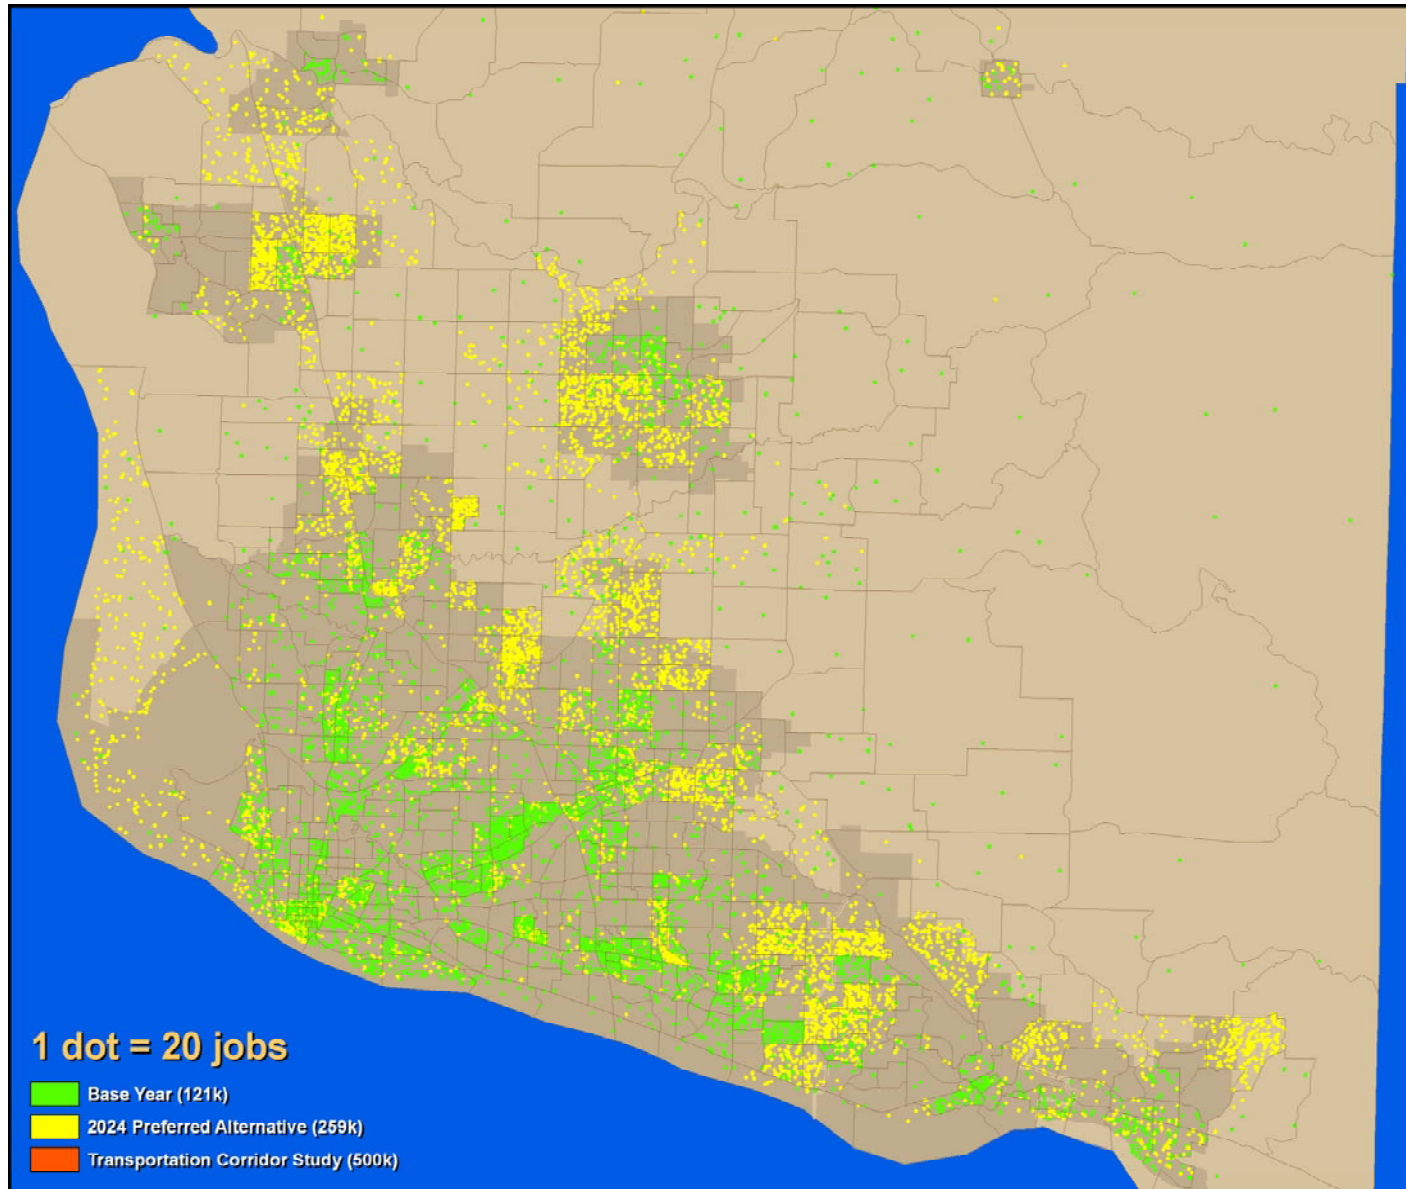 1 dot = 20 jobs
Base Year (121k)
2024 Preferred Alternative (259k)
Transportation Corridor Study (500k)